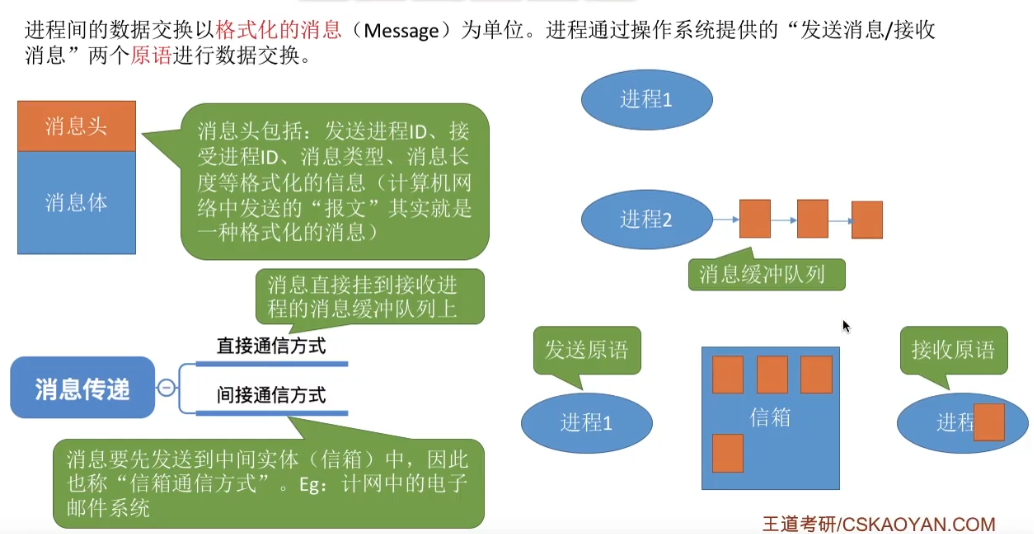 进程间的数据交换以格式化的消息（Message）为单位。进程通过操作系统提供的“发送消息/接收
消息”两个原语进行数据交换。
消息头
消息体
消息头包括：发送进程ID、接
受进程ID、消息类型、消息长
度等格式化的信息（计算机网
络中发送的“报文”其实就是
一种格式化的消息）
进程1
进程2
消息缓冲队列
消息直接挂到接收进
程的消息缓冲队列上
直接通信方式
消息传递
间接通信方式
消息要先发送到中间实体（信箱）中，因此
也称“信箱通信方式”。Eg：计网中的电子
邮件系统
发送原语
进程1
信箱
接收原语
进程
王道考研/CSKAOYAN.COM